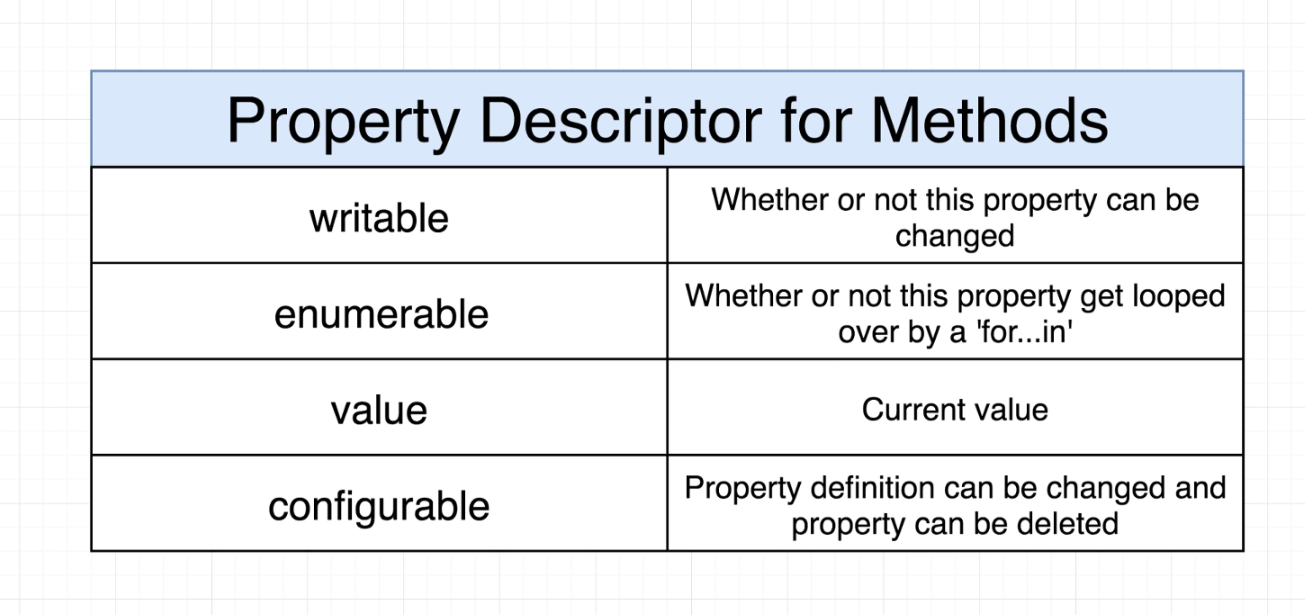 Property Descriptor for Methods
writable
Whether or not this property can be
changed
enumerable
Whether or not this property get looped
over by a 'for...in'
value
Current value
configurable
Property definition can be changed and
property can be deleted